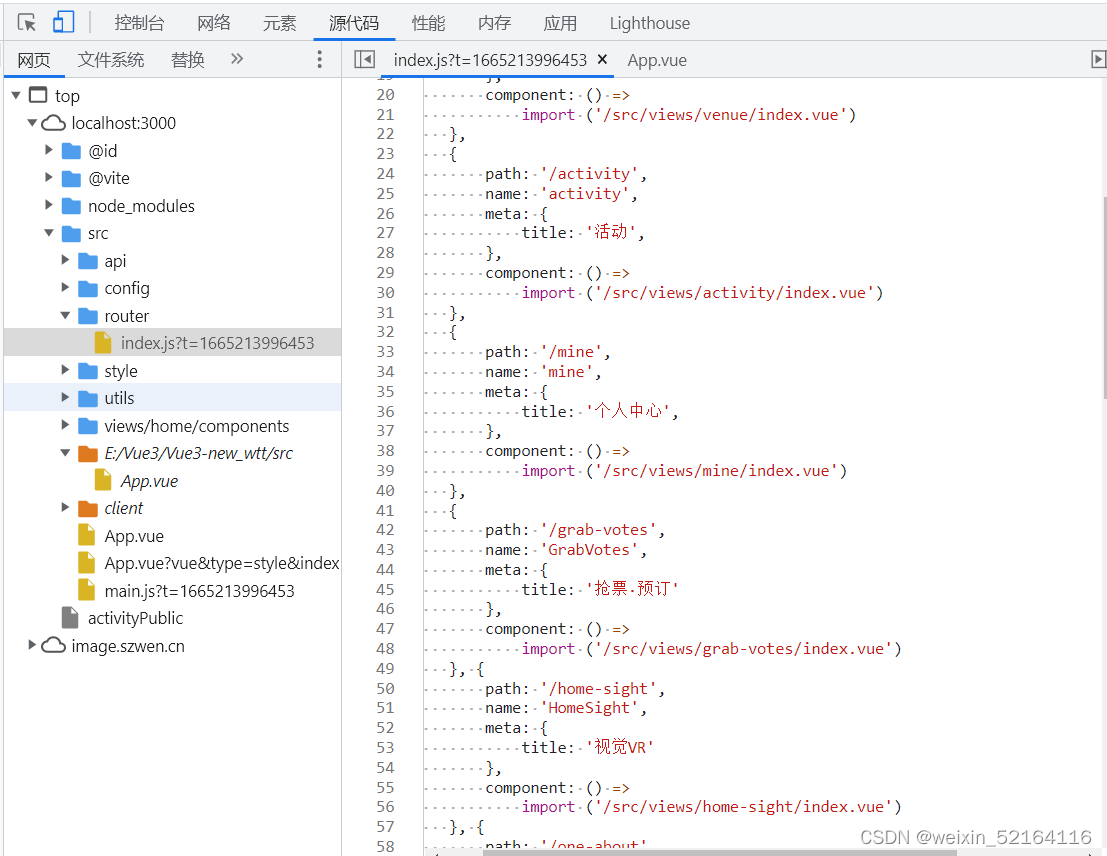 控制台 网络 元素 源代码 性能 内存 应用 Lighthouse
网页 文件系统 替换 » index.js?t=1665213996453 × App.vue
top
localhost:3000
@id
@vite
node_modules
src
api
config
router
index.js?t=1665213996453
style
utils
views/home/components
E:/Vue3/Vue3-new_wtt/src
App.vue
client
App.vue
App.vue?vue&type=style&index
main.js?t=1665213996453
activityPublic
image.szwen.cn
19 },
20 component: () =>
21 import ('/src/views/venue/index.vue')
22 },
23 {
24 path: '/activity',
25 name: 'activity',
26 meta: {
27 title: '活动',
28 },
29 component: () =>
30 import ('/src/views/activity/index.vue')
31 },
32 {
33 path: '/mine',
34 name: 'mine',
35 meta: {
36 title: '个人中心',
37 },
38 component: () =>
39 import ('/src/views/mine/index.vue')
40 },
41 {
42 path: '/grab-votes',
43 name: 'GrabVotes',
44 meta: {
45 title: '抢票·预订'
46 },
47 component: () =>
48 import ('/src/views/grab-votes/index.vue')
49 }, {
50 path: '/home-sight',
51 name: 'HomeSight',
52 meta: {
53 title: '视觉VR'
54 },
55 component: () =>
56 import ('/src/views/home-sight/index.vue')
57 }, {
58 path: '/one-about'
CSDN @weixin_52164116